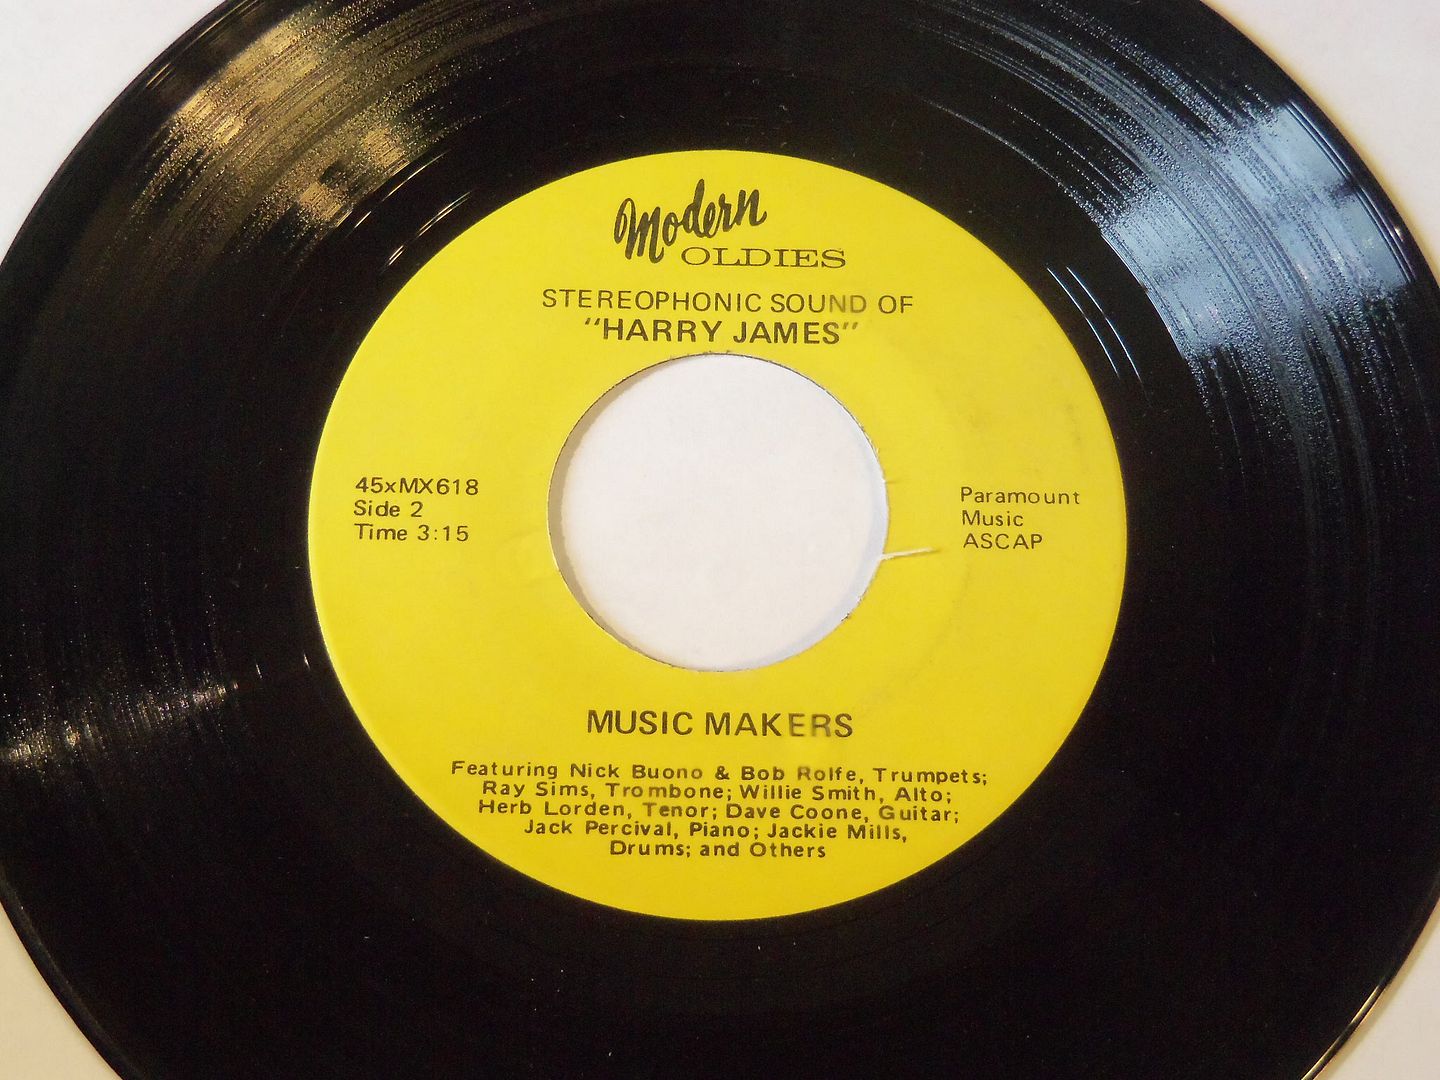 Modern
OLDIES
STEREOPHONIC SOUND OF
"HARRY JAMES"
45xMX618
Side 2
Time 3:15
Paramount
Music
ASCAP
MUSIC MAKERS
Featuring Nick Buono & Bob Rolfe, Trumpets;
Ray Sims, Trombone; Willie Smith, Alto;
Herb Lorden, Tenor; Dave Coone, Guitar;
Jack Percival, Piano; Jackie Mills,
Drums; and Others